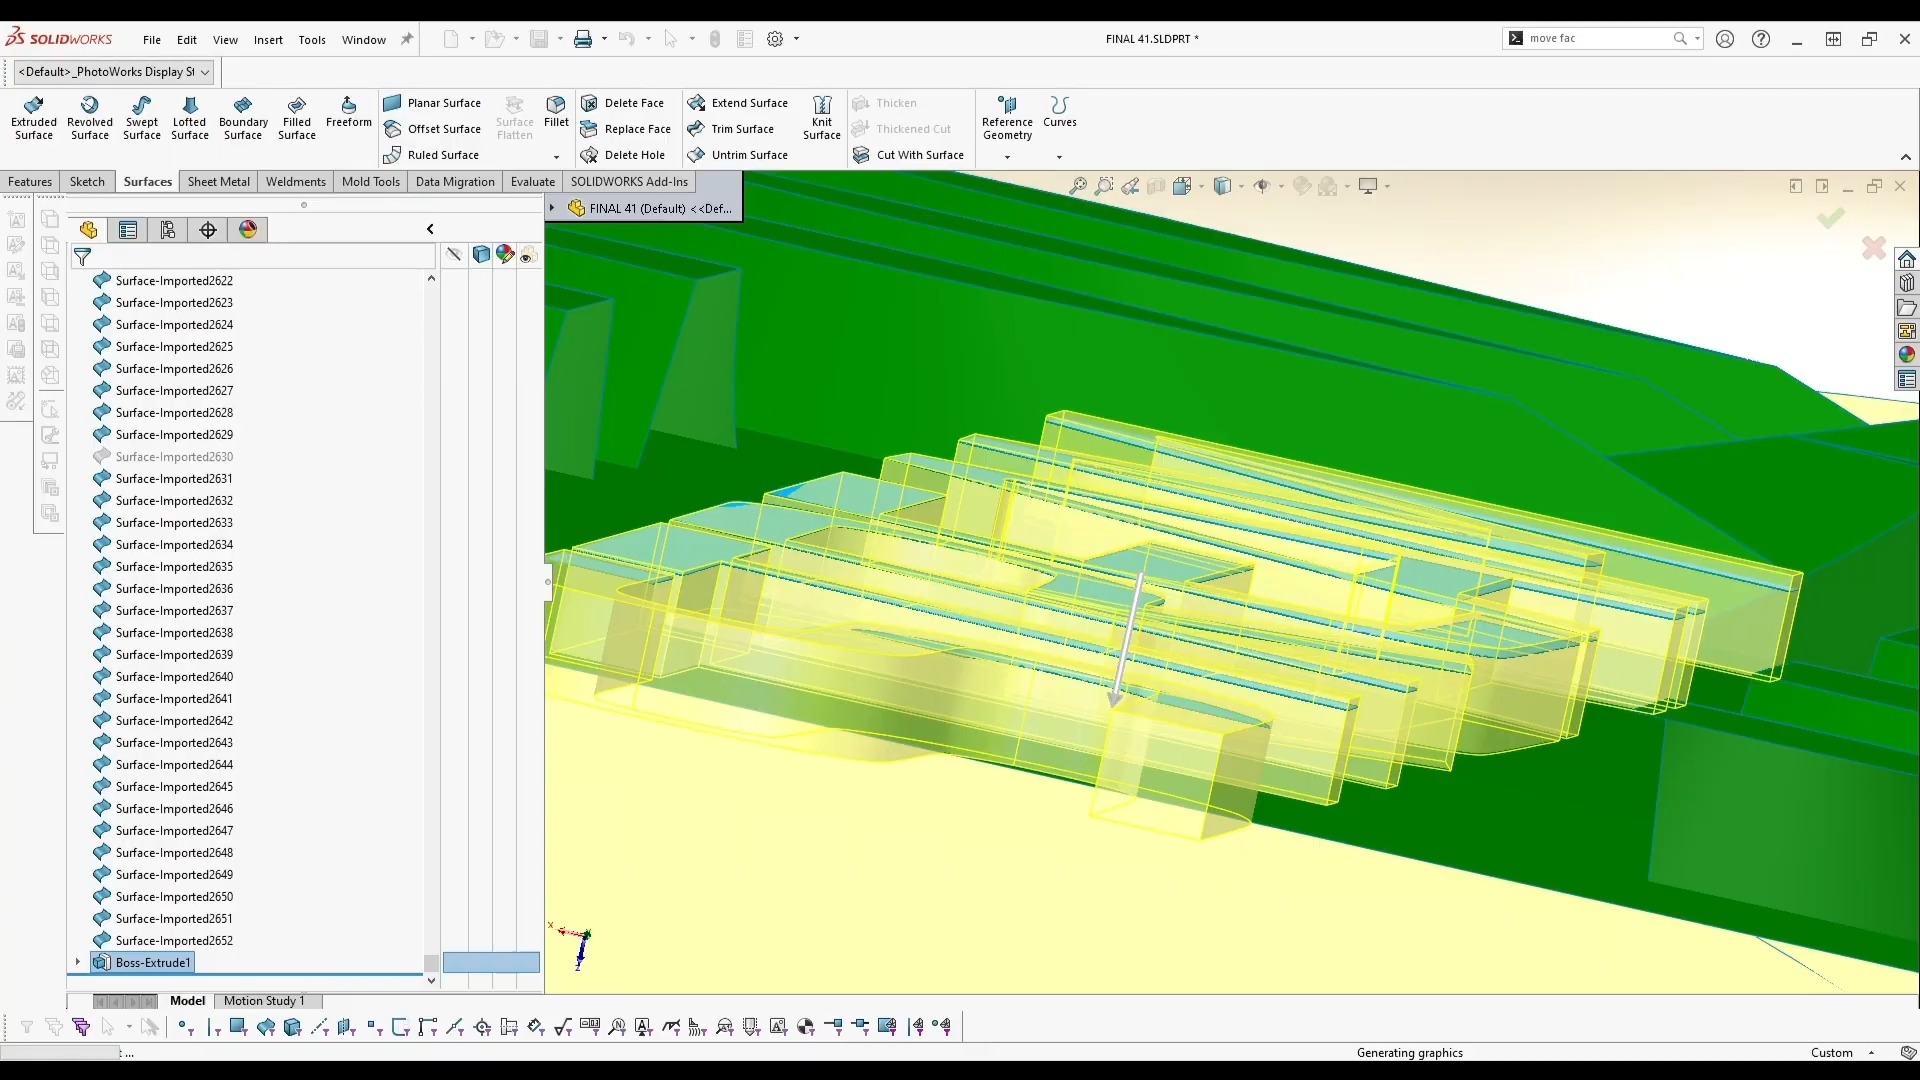 SOLIDWORKS File Edit View Insert Tools Window FINAL 41.SLDPRT * move fac
<Default>_PhotoWorks Display St
Extruded Surface
Revolved Surface
Swept Surface
Lofted Surface
Boundary Surface
Filled Surface
Freeform
Planar Surface
Offset Surface
Ruled Surface
Surface Flatten
Fillet
Delete Face
Replace Face
Delete Hole
Extend Surface
Trim Surface
Untrim Surface
Knit Surface
Thicken
Thickened Cut
Cut With Surface
Reference Geometry
Curves
Features Sketch Surfaces Sheet Metal Weldments Mold Tools Data Migration Evaluate SOLIDWORKS Add-Ins
FINAL 41 (Default) <<Def...
Surface-Imported2622
Surface-Imported2623
Surface-Imported2624
Surface-Imported2625
Surface-Imported2626
Surface-Imported2627
Surface-Imported2628
Surface-Imported2629
Surface-Imported2630
Surface-Imported2631
Surface-Imported2632
Surface-Imported2633
Surface-Imported2634
Surface-Imported2635
Surface-Imported2636
Surface-Imported2637
Surface-Imported2638
Surface-Imported2639
Surface-Imported2640
Surface-Imported2641
Surface-Imported2642
Surface-Imported2643
Surface-Imported2644
Surface-Imported2645
Surface-Imported2646
Surface-Imported2647
Surface-Imported2648
Surface-Imported2649
Surface-Imported2650
Surface-Imported2651
Surface-Imported2652
Boss-Extrude1
X
Z
Model Motion Study 1
Generating graphics Custom